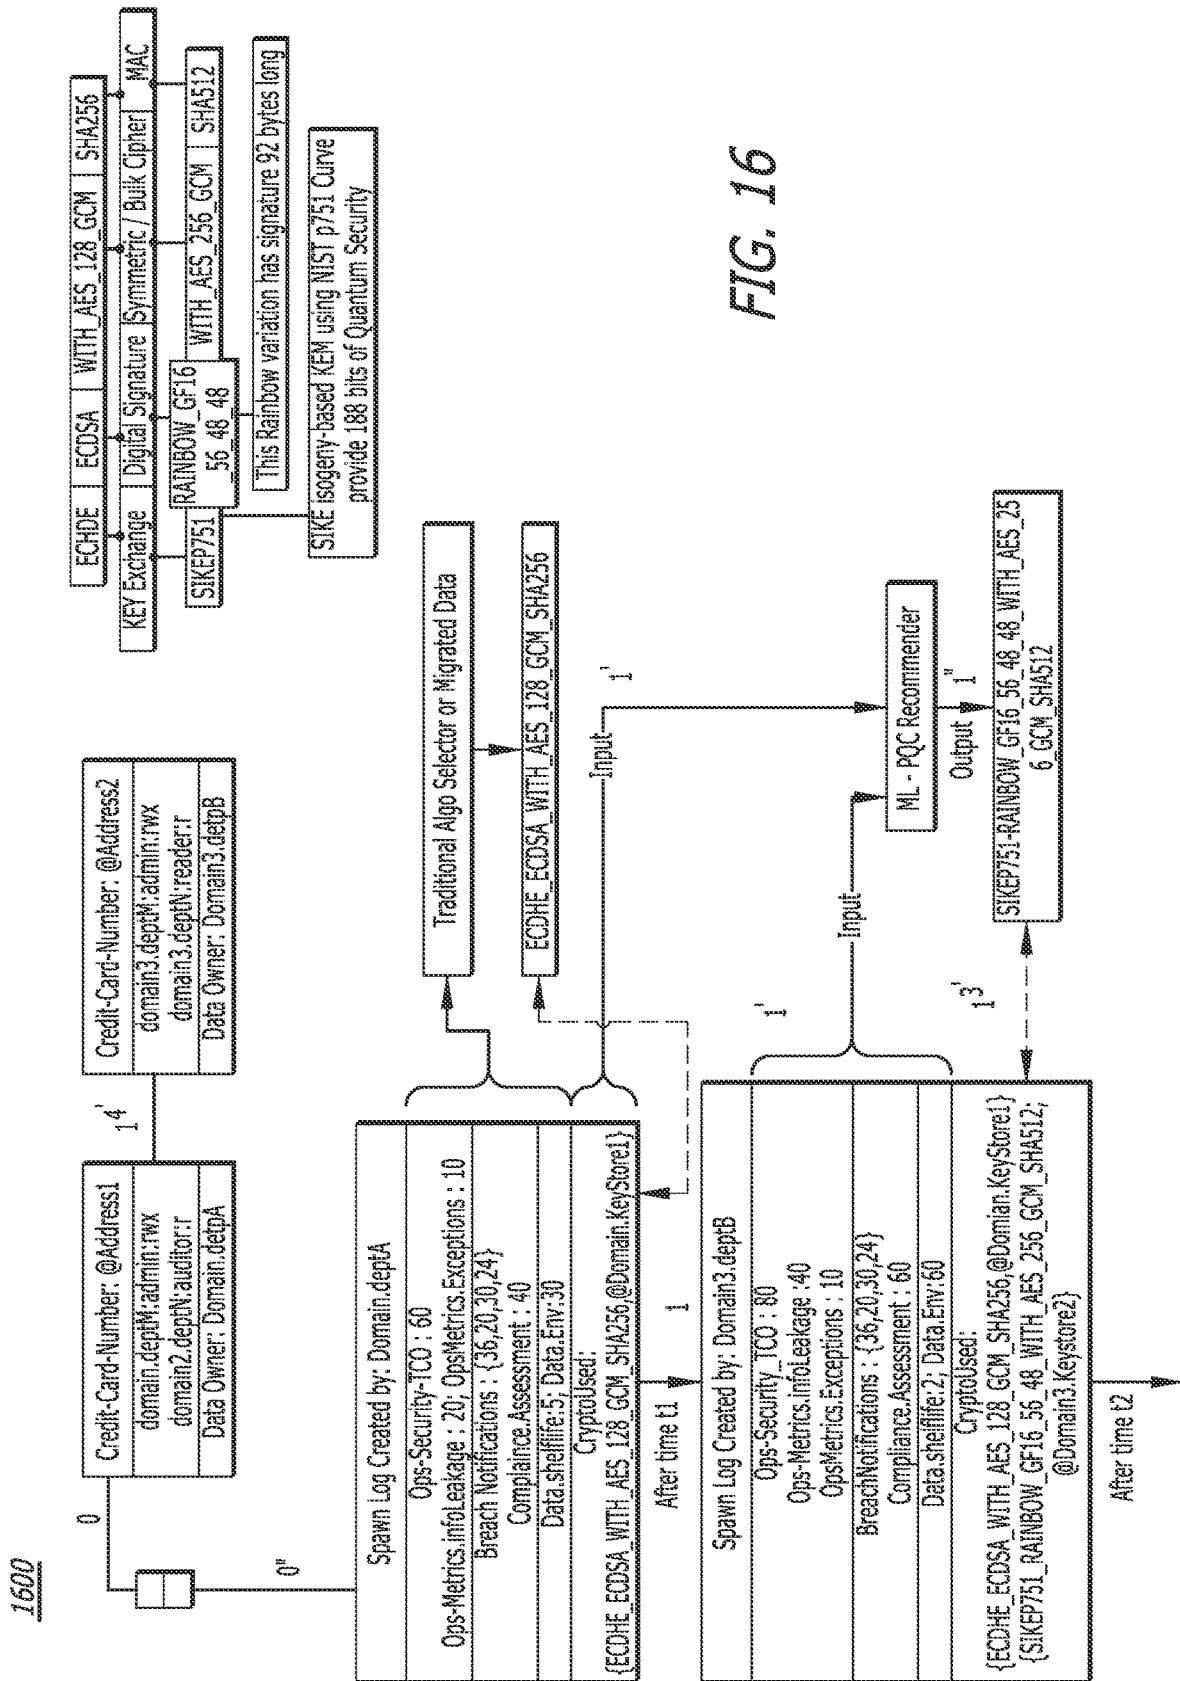 1600
0
Credit-Card-Number: @Address1
domain.deptM:admin:rwx
domain2.deptN:auditor:r
Data Owner: Domain.detpA
1 4'
Credit-Card-Number: @Address2
domain3.deptM:admin:rwx
domain3.deptN:reader:r
Data Owner: Domain3.detpB
ECHDE | ECDSA | WITH_AES_128_GCM | SHA256
KEY Exchange | Digital Signature | Symmetric / Bulk Cipher | MAC
SIKEP751
RAINBOW_GF16
_56_48_48
WITH_AES_256_GCM | SHA512
This Rainbow variation has signature 92 bytes long
SIKE isogeny-based KEM using NIST p751 Curve
provide 188 bits of Quantum Security
0"
Spawn Log Created by: Domain.deptA
Ops-Security-TCO : 60
Ops-Metrics.infoLeakage : 20; OpsMetrics.Exceptions : 10
Breach Notifications : {36,20,30,24}
Complaince.Assessment : 40
Data.shelflife:5; Data.Env:30
CryptoUsed:
{ECDHE_ECDSA_WITH_AES_128_GCM_SHA256,@Domain.KeyStore1}
Traditional Algo Selector or Migrated Data
ECDHE_ECDSA_WITH_AES_128_GCM_SHA256
Input
1'
After time t1
1
Spawn Log Created by: Domain3.deptB
Ops-Security_TCO : 80
Ops-Metrics.infoLeakage :40
OpsMetrics.Exceptions : 10
BreachNotifications : {36,20,30,24}
Compliance.Assessment : 60
Data.shelflife:2; Data.Env:60
CryptoUsed:
{ECDHE_ECDSA_WITH_AES_128_GCM_SHA256,@Domian.KeyStore1}
{SIKEP751_RAINBOW_GF16_56_48_WITH_AES_256_GCM_SHA512;
@Domain3.Keystore2}
1'
Input
ML - PQC Recommender
Output
1"
1 3'
SIKEP751-RAINBOW_GF16_56_48_48_WITH_AES_25
6_GCM_SHA512
After time t2
FIG. 16